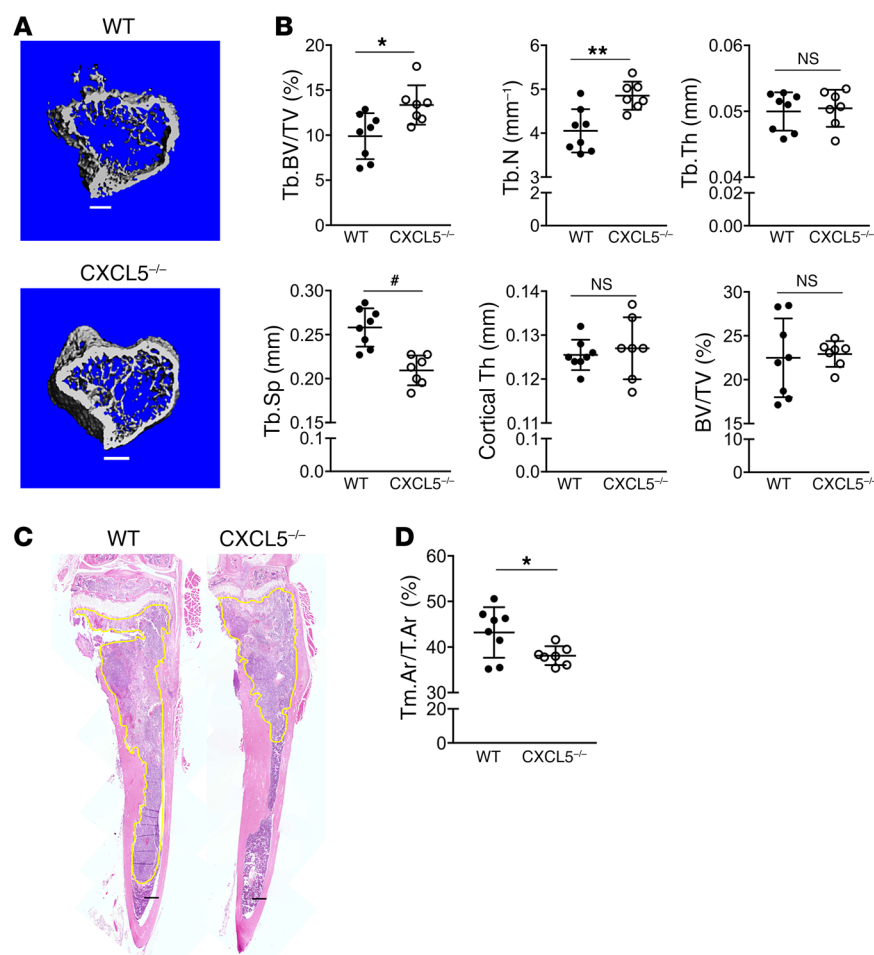 A
WT
CXCL5–/–
B
Tb.BV/TV (%)
20
15
10
5
0
*
WT
CXCL5–/–
Tb.N (mm–1)
6
5
4
3
2
0
**
WT
CXCL5–/–
Tb.Th (mm)
0.06
0.05
0.04
0.02
0.00
NS
WT
CXCL5–/–
Tb.Sp (mm)
0.30
0.25
0.20
0.15
0.1
0.0
#
WT
CXCL5–/–
Cortical Th (mm)
0.14
0.13
0.12
0.11
0.1
0.0
NS
WT
CXCL5–/–
BV/TV (%)
30
25
20
15
10
0
NS
WT
CXCL5–/–
C
WT
CXCL5–/–
D
Tm.Ar/T.Ar (%)
60
50
40
30
20
0
*
WT
CXCL5–/–